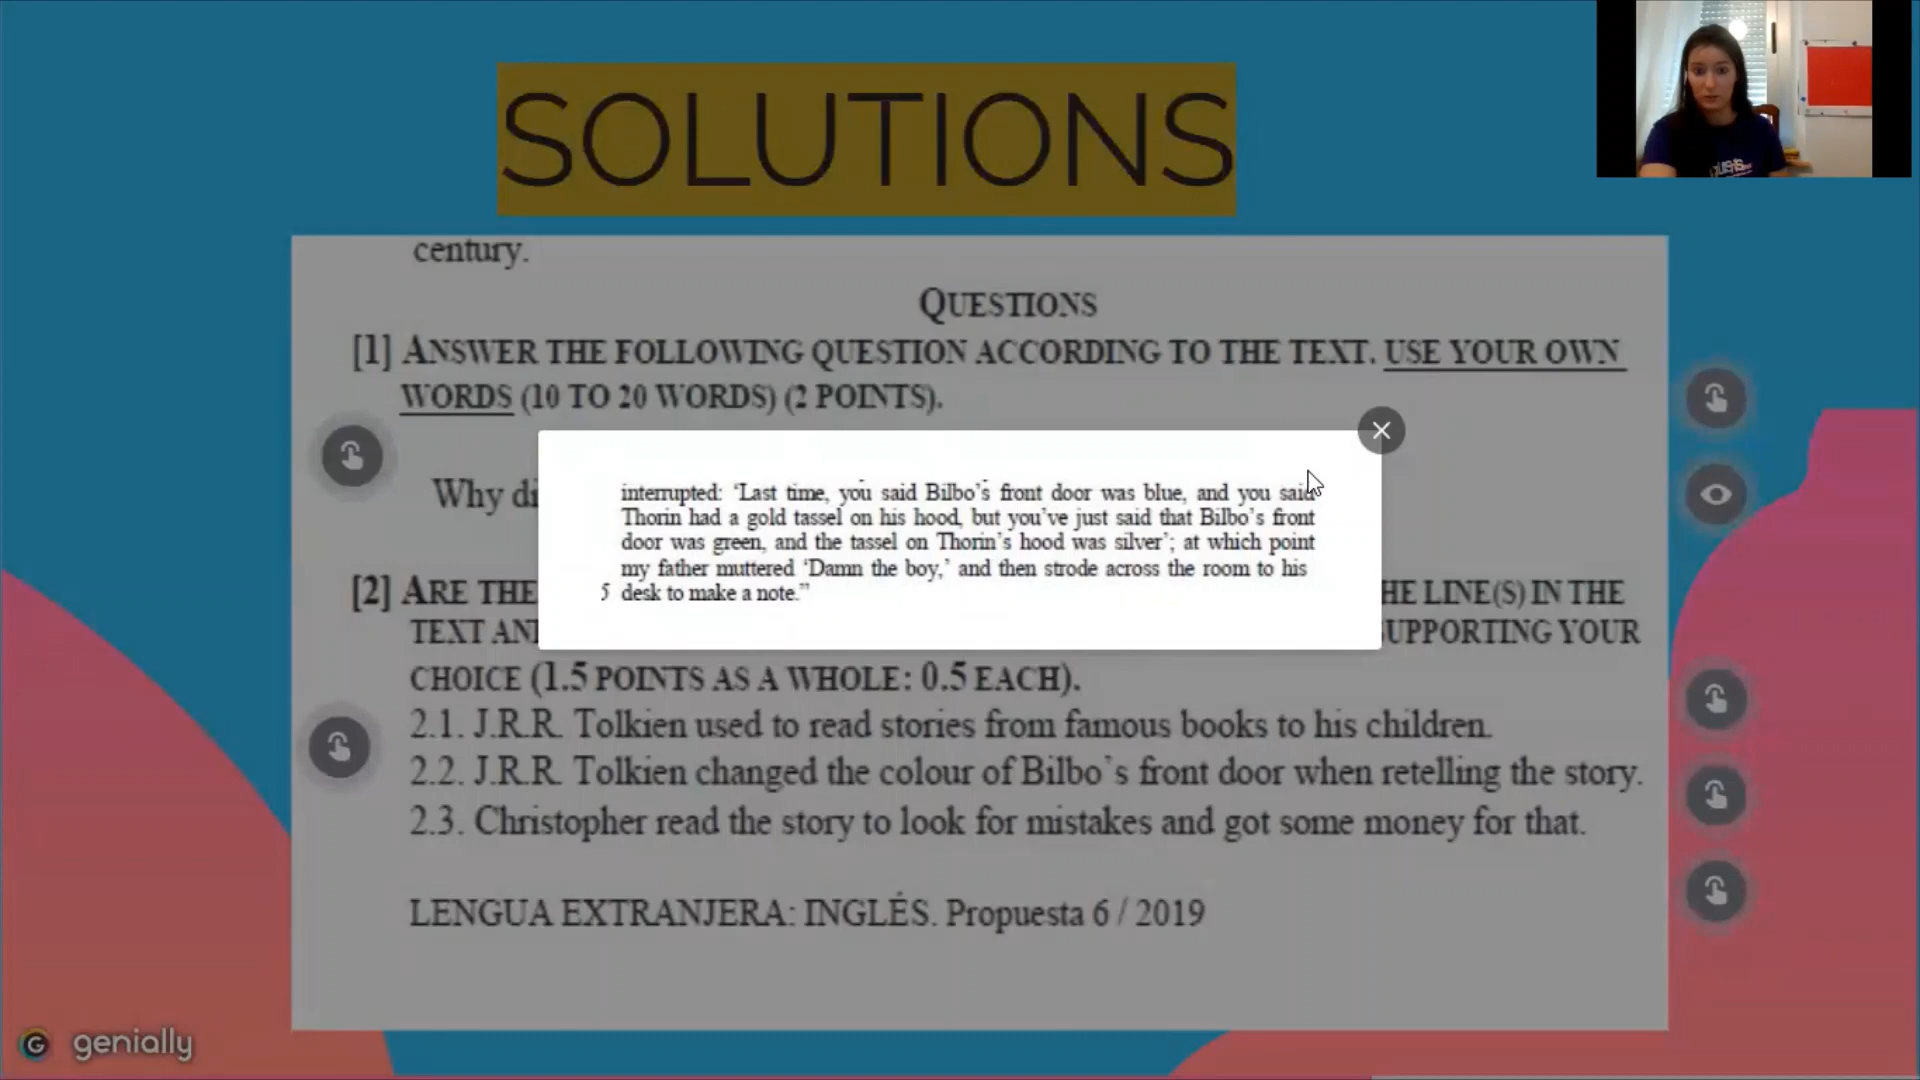 SOLUTIONS
century.
QUESTIONS
[1] ANSWER THE FOLLOWING QUESTION ACCORDING TO THE TEXT. USE YOUR OWN
WORDS (10 TO 20 WORDS) (2 POINTS).
Why di
interrupted: ‘Last time, you said Bilbo’s front door was blue, and you said
Thorin had a gold tassel on his hood, but you’ve just said that Bilbo’s front
door was green, and the tassel on Thorin’s hood was silver’; at which point
my father muttered ‘Damn the boy,’ and then strode across the room to his
5 desk to make a note.”
[2] ARE THE HE LINE(S) IN THE
TEXT AN UPPORTING YOUR
CHOICE (1.5 POINTS AS A WHOLE: 0.5 EACH).
2.1. J.R.R. Tolkien used to read stories from famous books to his children.
2.2. J.R.R. Tolkien changed the colour of Bilbo`s front door when retelling the story.
2.3. Christopher read the story to look for mistakes and got some money for that.
LENGUA EXTRANJERA: INGLÉS. Propuesta 6 / 2019
genially